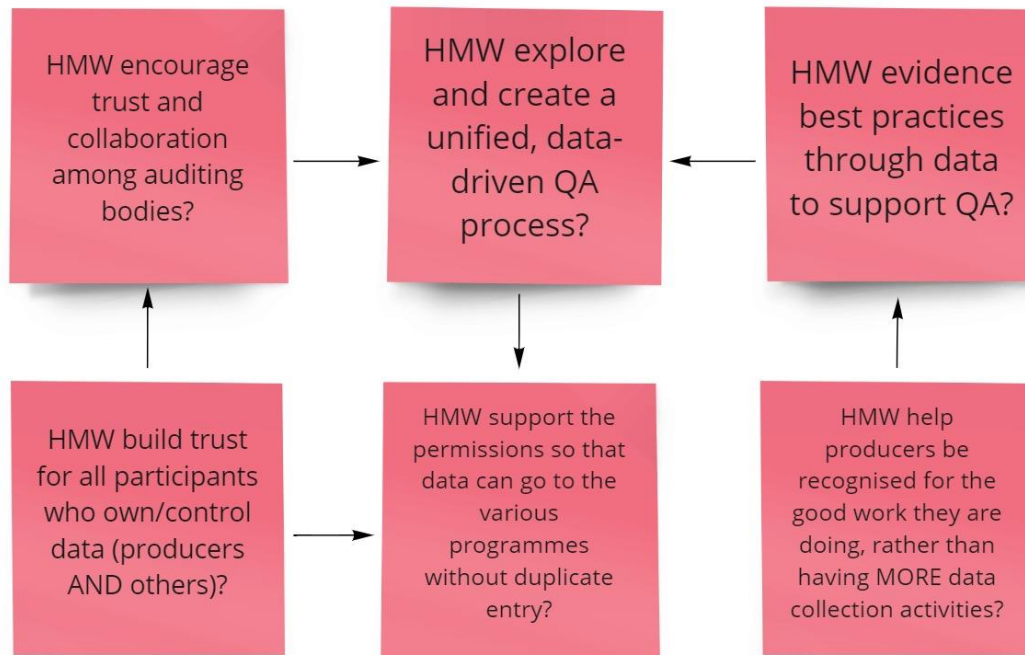 HMW encourage
trust and
collaboration
among auditing
bodies?
HMW explore
and create a
unified, data-
driven QA
process?
HMW evidence
best practices
through data
to support QA?
HMW build trust
for all participants
who own/control
data (producers
AND others)?
HMW support the
permissions so that
data can go to the
various
programmes
without duplicate
entry?
HMW help
producers be
recognised for the
good work they are
doing, rather than
having MORE data
collection activities?